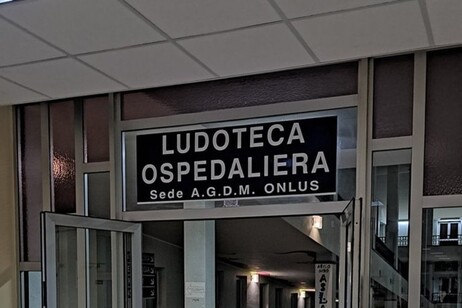 LUDOTECA
OSPEDALIERA
Sede A.G.D.M. ONLUS